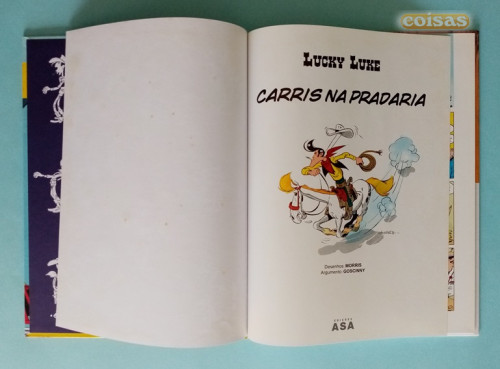 coisas
LUCKY LUKE
CARRIS NA PRADARIA
Desenhos: MORRIS
Argumento: GOSCINNY
EDIÇÕES
ASA